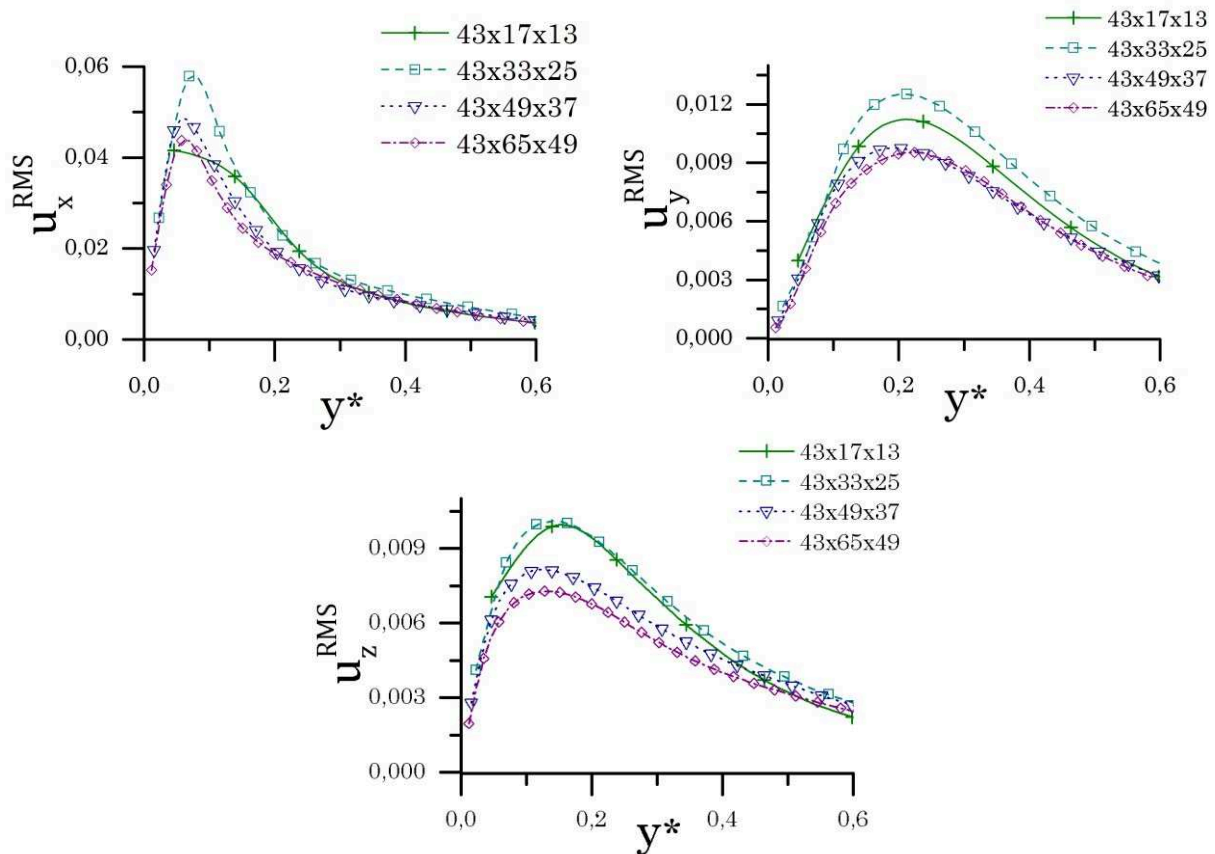 43x17x13
43x33x25
43x49x37
43x65x49
0,06
0,04
0,02
0,00
u_x^RMS
0,0 0,2 0,4 0,6
y*
43x17x13
43x33x25
43x49x37
43x65x49
0,012
0,009
0,006
0,003
0,000
u_y^RMS
0,0 0,2 0,4 0,6
y*
43x17x13
43x33x25
43x49x37
43x65x49
0,009
0,006
0,003
0,000
u_z^RMS
0,0 0,2 0,4 0,6
y*